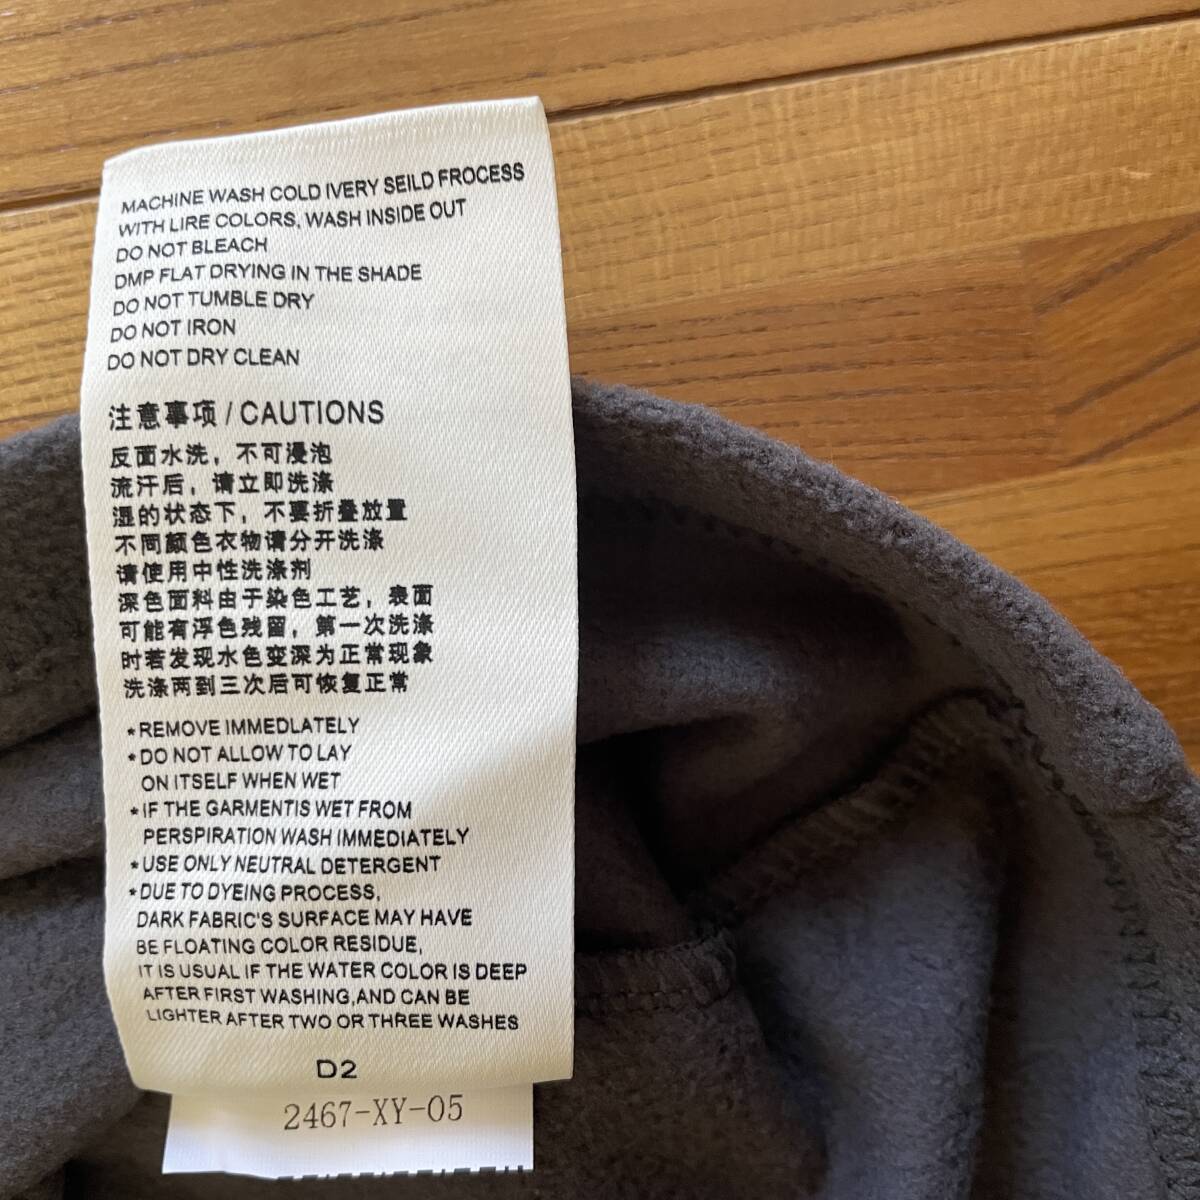 MACHINE WASH COLD IVERY SEILD FROCESS
WITH LIRE COLORS, WASH INSIDE OUT
DO NOT BLEACH
DMP FLAT DRYING IN THE SHADE
DO NOT TUMBLE DRY
DO NOT IRON
DO NOT DRY CLEAN
注意事项/CAUTIONS
反面水洗，不可浸泡
流汗后，请立即洗涤
湿的状态下，不要折叠放置
不同颜色衣物请分开洗涤
请使用中性洗涤剂
深色面料由于染色工艺，表面
可能有浮色残留，第一次洗涤
时若发现水色变深为正常现象
洗涤两到三次后可恢复正常
*REMOVE IMMEDLATELY
*DO NOT ALLOW TO LAY
ON ITSELF WHEN WET
*IF THE GARMENTIS WET FROM
PERSPIRATION WASH IMMEDIATELY
*USE ONLY NEUTRAL DETERGENT
*DUE TO DYEING PROCESS,
DARK FABRIC'S SURFACE MAY HAVE
BE FLOATING COLOR RESIDUE,
IT IS USUAL IF THE WATER COLOR IS DEEP
AFTER FIRST WASHING,AND CAN BE
LIGHTER AFTER TWO OR THREE WASHES
D2
2467-XY-05